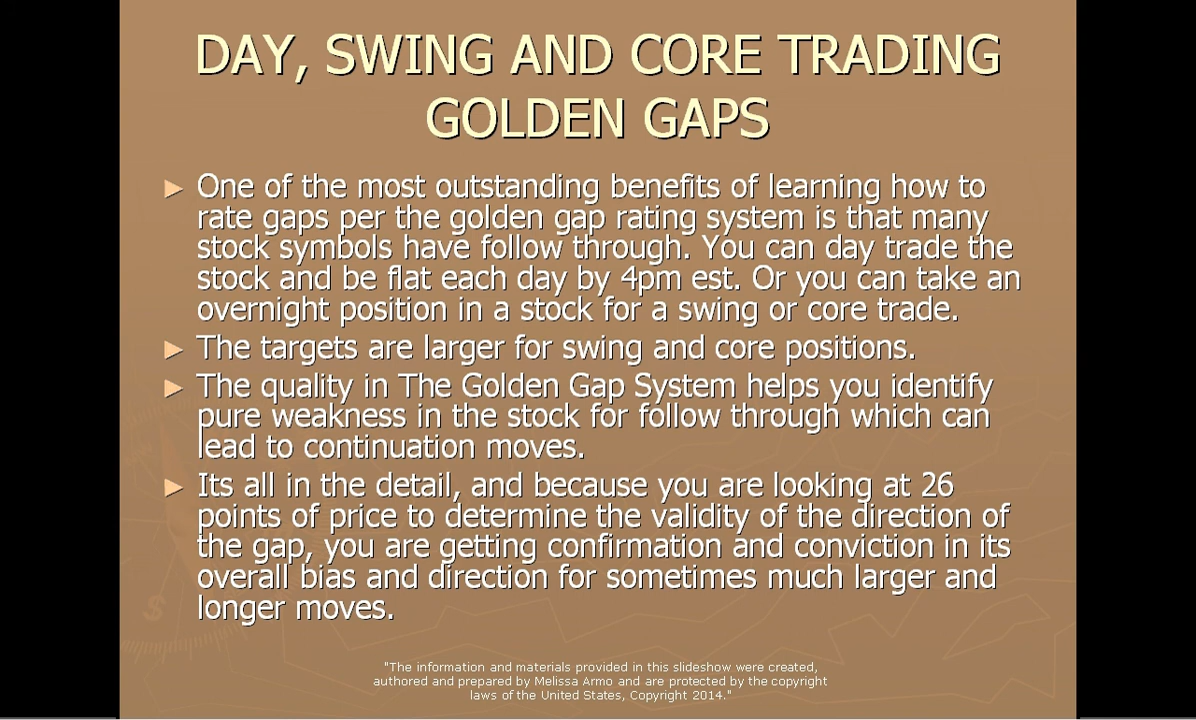 DAY, SWING AND CORE TRADING
GOLDEN GAPS
► One of the most outstanding benefits of learning how to
rate gaps per the golden gap rating system is that many
stock symbols have follow through. You can day trade the
stock and be flat each day by 4pm est. Or you can take an
overnight position in a stock for a swing or core trade.
► The targets are larger for swing and core positions.
► The quality in The Golden Gap System helps you identify
pure weakness in the stock for follow through which can
lead to continuation moves.
► Its all in the detail, and because you are looking at 26
points of price to determine the validity of the direction of
the gap, you are getting confirmation and conviction in its
overall bias and direction for sometimes much larger and
longer moves.
"The information and materials provided in this slideshow were created,
authored and prepared by Melissa Armo and are protected by the copyright
laws of the United States, Copyright 2014."